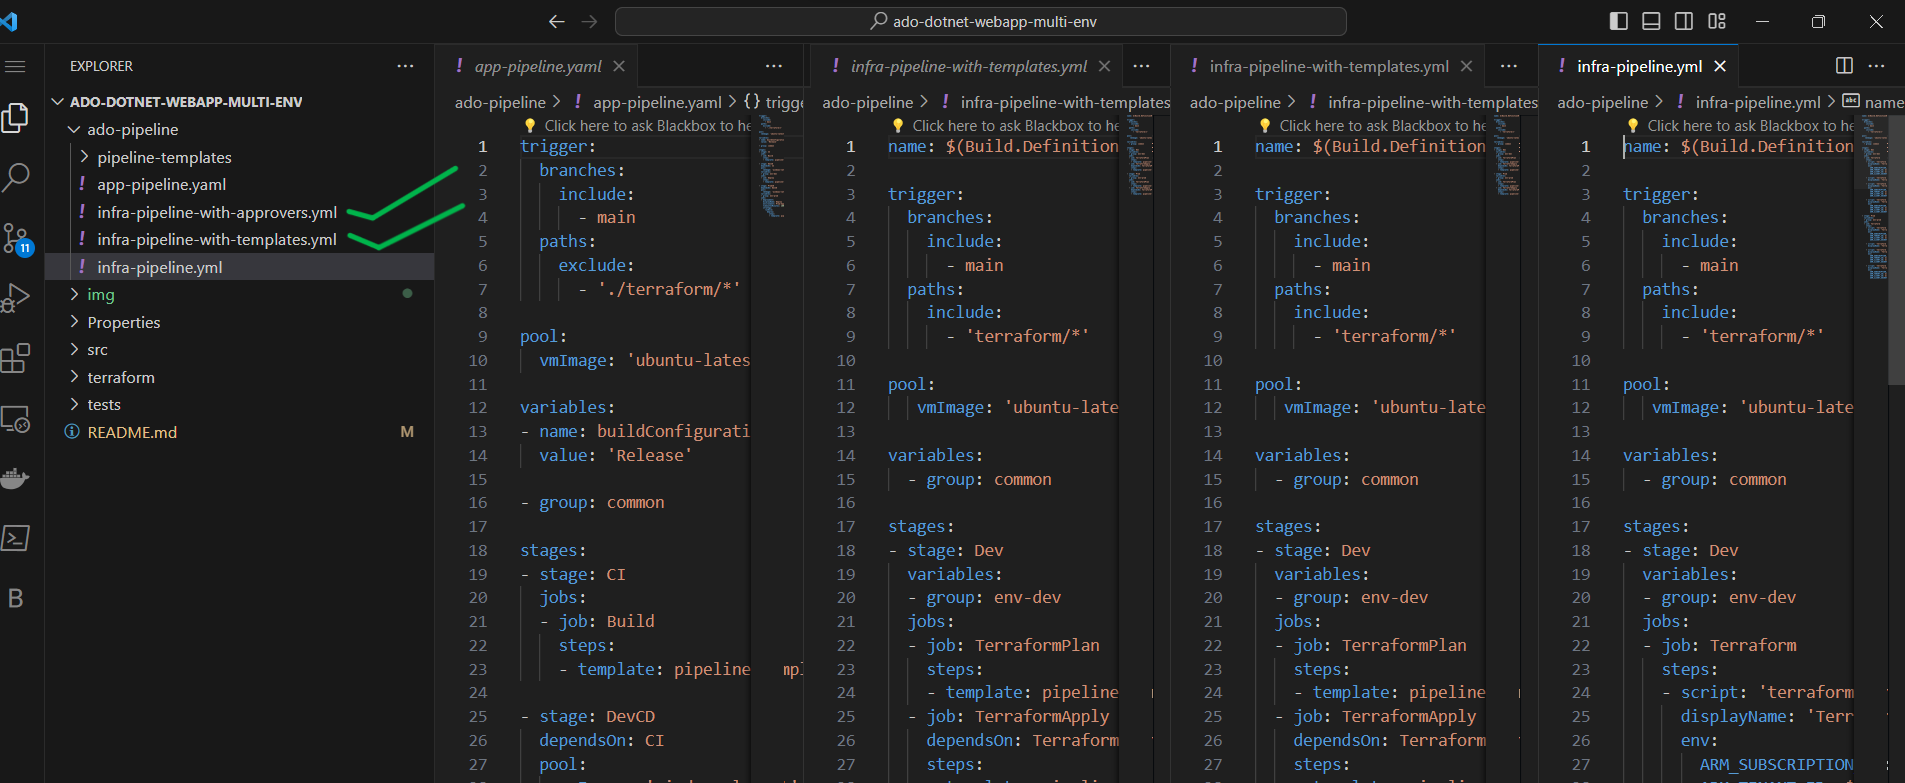 ado-dotnet-webapp-multi-env
EXPLORER
ADO-DOTNET-WEBAPP-MULTI-ENV
ado-pipeline
pipeline-templates
app-pipeline.yaml
infra-pipeline-with-approvers.yml
infra-pipeline-with-templates.yml
infra-pipeline.yml
img
Properties
src
terraform
tests
README.md M
11
B
! app-pipeline.yaml
ado-pipeline > ! app-pipeline.yaml > {} trigge
Click here to ask Blackbox to he
1 trigger:
2 branches:
3 include:
4 - main
5 paths:
6 exclude:
7 - './terraform/*'
8
9 pool:
10 vmImage: 'ubuntu-lates
11
12 variables:
13 - name: buildConfigurati
14 value: 'Release'
15
16 - group: common
17
18 stages:
19 - stage: CI
20 jobs:
21 - job: Build
22 steps:
23 - template: pipeline mpl
24
25 - stage: DevCD
26 dependsOn: CI
27 pool:
! infra-pipeline-with-templates.yml
ado-pipeline > ! infra-pipeline-with-templates
Click here to ask Blackbox to he
1 name: $(Build.Definition
2
3 trigger:
4 branches:
5 include:
6 - main
7 paths:
8 include:
9 - 'terraform/*'
10
11 pool:
12 vmImage: 'ubuntu-late
13
14 variables:
15 - group: common
16
17 stages:
18 - stage: Dev
19 variables:
20 - group: env-dev
21 jobs:
22 - job: TerraformPlan
23 steps:
24 - template: pipeline
25 - job: TerraformApply
26 dependsOn: Terraform
27 steps:
! infra-pipeline-with-templates.yml
ado-pipeline > ! infra-pipeline-with-templates
Click here to ask Blackbox to he
1 name: $(Build.Definition
2
3 trigger:
4 branches:
5 include:
6 - main
7 paths:
8 include:
9 - 'terraform/*'
10
11 pool:
12 vmImage: 'ubuntu-late
13
14 variables:
15 - group: common
16
17 stages:
18 - stage: Dev
19 variables:
20 - group: env-dev
21 jobs:
22 - job: TerraformPlan
23 steps:
24 - template: pipeline
25 - job: TerraformApply
26 dependsOn: Terraform
27 steps:
! infra-pipeline.yml
ado-pipeline > ! infra-pipeline.yml > abc name
Click here to ask Blackbox to he
1 name: $(Build.Definition
2
3 trigger:
4 branches:
5 include:
6 - main
7 paths:
8 include:
9 - 'terraform/*'
10
11 pool:
12 vmImage: 'ubuntu-late
13
14 variables:
15 - group: common
16
17 stages:
18 - stage: Dev
19 variables:
20 - group: env-dev
21 jobs:
22 - job: Terraform
23 steps:
24 - script: 'terraform
25 displayName: 'Terr
26 env:
27 ARM_SUBSCRIPTION